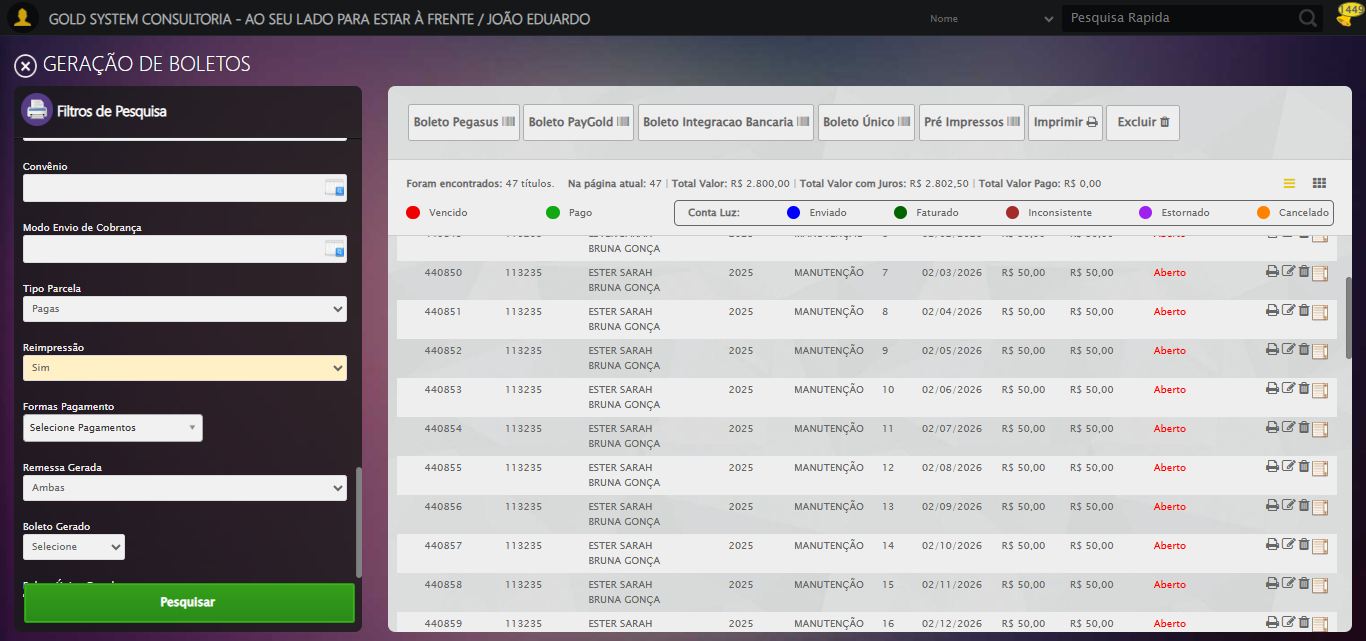 GOLD SYSTEM CONSULTORIA - AO SEU LADO PARA ESTAR À FRENTE / JOÃO EDUARDO
Nome
Pesquisa Rapida
1449
GERAÇÃO DE BOLETOS
Filtros de Pesquisa
Convênio
Modo Envio de Cobrança
Tipo Parcela
Pagas
Reimpressão
Sim
Formas Pagamento
Selecione Pagamentos
Remessa Gerada
Ambas
Boleto Gerado
Selecione
Pesquisar
Boleto Pegasus
Boleto PayGold
Boleto Integracao Bancaria
Boleto Único
Pré Impressos
Imprimir
Excluir
Foram encontrados: 47 títulos. Na página atual: 47 | Total Valor: R$ 2.800,00 | Total Valor com Juros: R$ 2.802,50 | Total Valor Pago: R$ 0,00
Vencido Pago Conta Luz: Enviado Faturado Inconsistente Estornado Cancelado
BRUNA GONÇA
440850 113235 ESTER SARAH 2025 MANUTENÇÃO 7 02/03/2026 R$ 50,00 R$ 50,00 Aberto
BRUNA GONÇA
440851 113235 ESTER SARAH 2025 MANUTENÇÃO 8 02/04/2026 R$ 50,00 R$ 50,00 Aberto
BRUNA GONÇA
440852 113235 ESTER SARAH 2025 MANUTENÇÃO 9 02/05/2026 R$ 50,00 R$ 50,00 Aberto
BRUNA GONÇA
440853 113235 ESTER SARAH 2025 MANUTENÇÃO 10 02/06/2026 R$ 50,00 R$ 50,00 Aberto
BRUNA GONÇA
440854 113235 ESTER SARAH 2025 MANUTENÇÃO 11 02/07/2026 R$ 50,00 R$ 50,00 Aberto
BRUNA GONÇA
440855 113235 ESTER SARAH 2025 MANUTENÇÃO 12 02/08/2026 R$ 50,00 R$ 50,00 Aberto
BRUNA GONÇA
440856 113235 ESTER SARAH 2025 MANUTENÇÃO 13 02/09/2026 R$ 50,00 R$ 50,00 Aberto
BRUNA GONÇA
440857 113235 ESTER SARAH 2025 MANUTENÇÃO 14 02/10/2026 R$ 50,00 R$ 50,00 Aberto
BRUNA GONÇA
440858 113235 ESTER SARAH 2025 MANUTENÇÃO 15 02/11/2026 R$ 50,00 R$ 50,00 Aberto
BRUNA GONÇA
440859 113235 ESTER SARAH 2025 MANUTENÇÃO 16 02/12/2026 R$ 50,00 R$ 50,00 Aberto